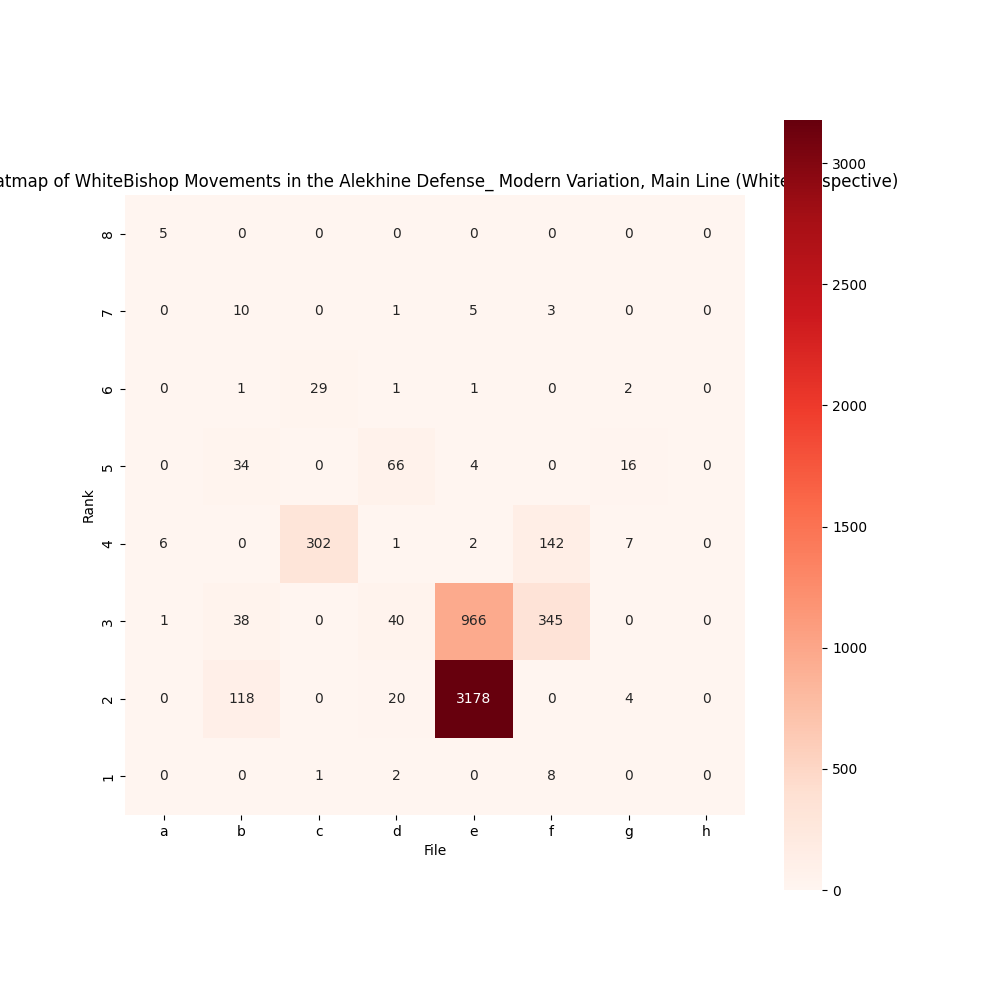 atmap of WhiteBishop Movements in the Alekhine Defense_ Modern Variation, Main Line (White spective)
8 5 0 0 0 0 0 0 0
7 0 10 0 1 5 3 0 0
6 0 1 29 1 1 0 2 0
5 0 34 0 66 4 0 16 0
4 6 0 302 1 2 142 7 0
3 1 38 0 40 966 345 0 0
2 0 118 0 20 3178 0 4 0
1 0 0 1 2 0 8 0 0
a b c d e f g h
Rank
File
3000
2500
2000
1500
1000
500
0